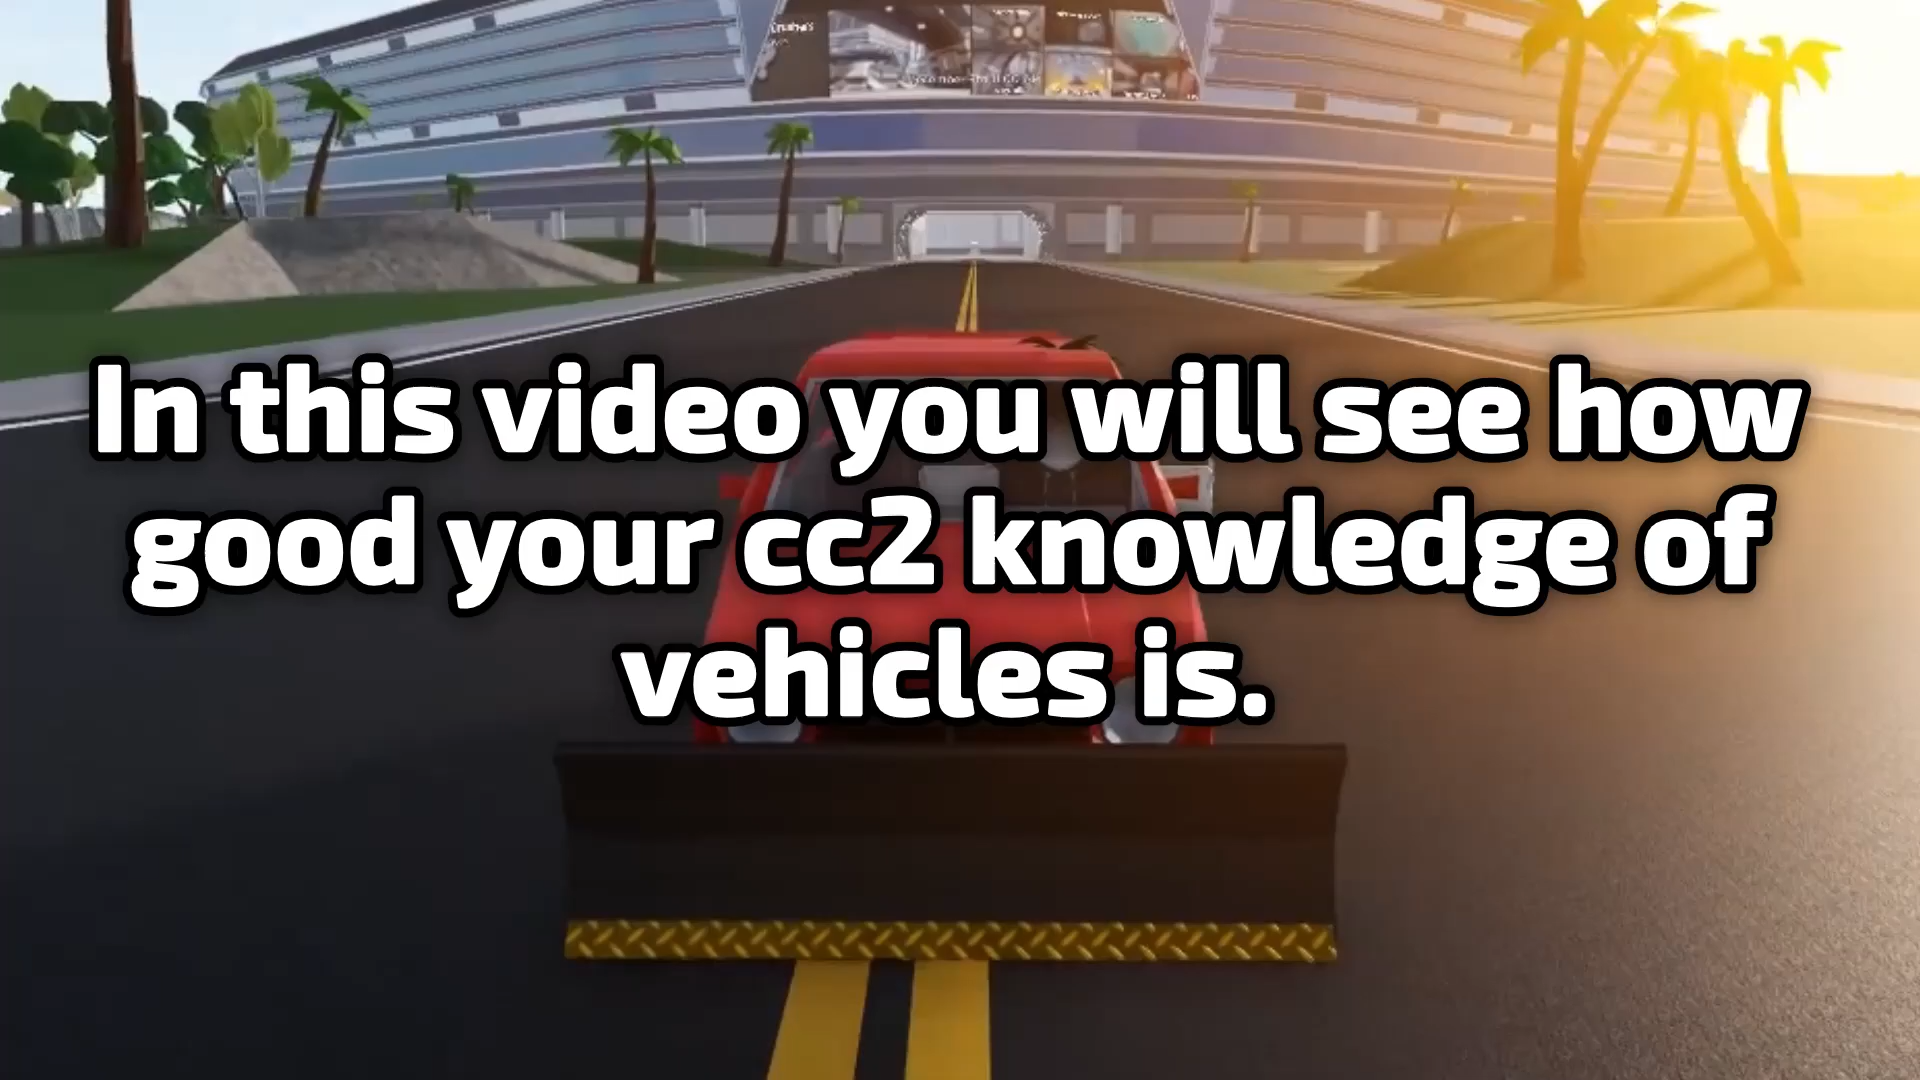 In this video you will see how
good your cc2 knowledge of
vehicles is.